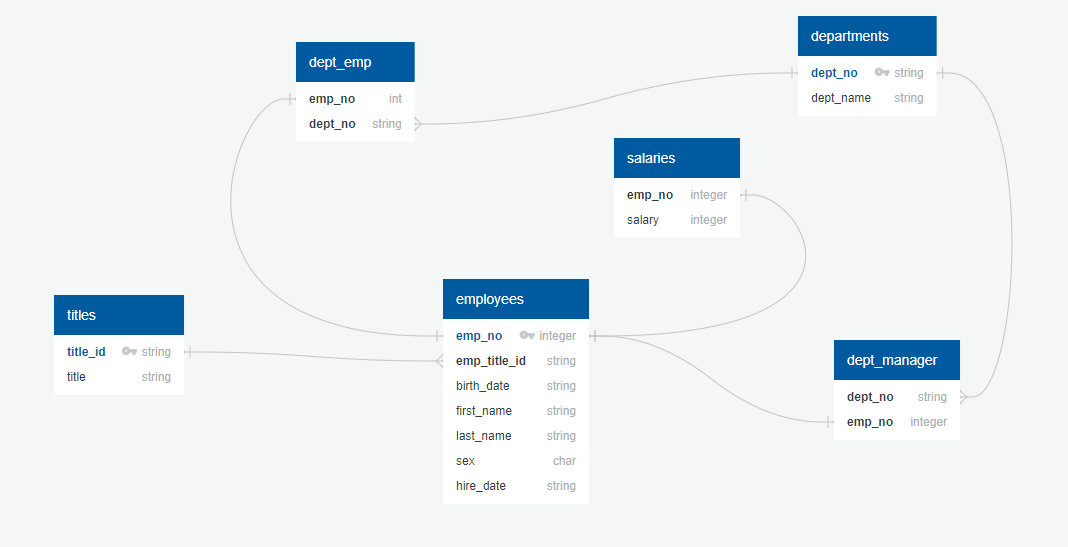 departments
dept_no string
dept_name string
dept_emp
emp_no int
dept_no string
salaries
emp_no integer
salary integer
employees
emp_no integer
emp_title_id string
birth_date string
first_name string
last_name string
sex char
hire_date string
titles
title_id string
title string
dept_manager
dept_no string
emp_no integer